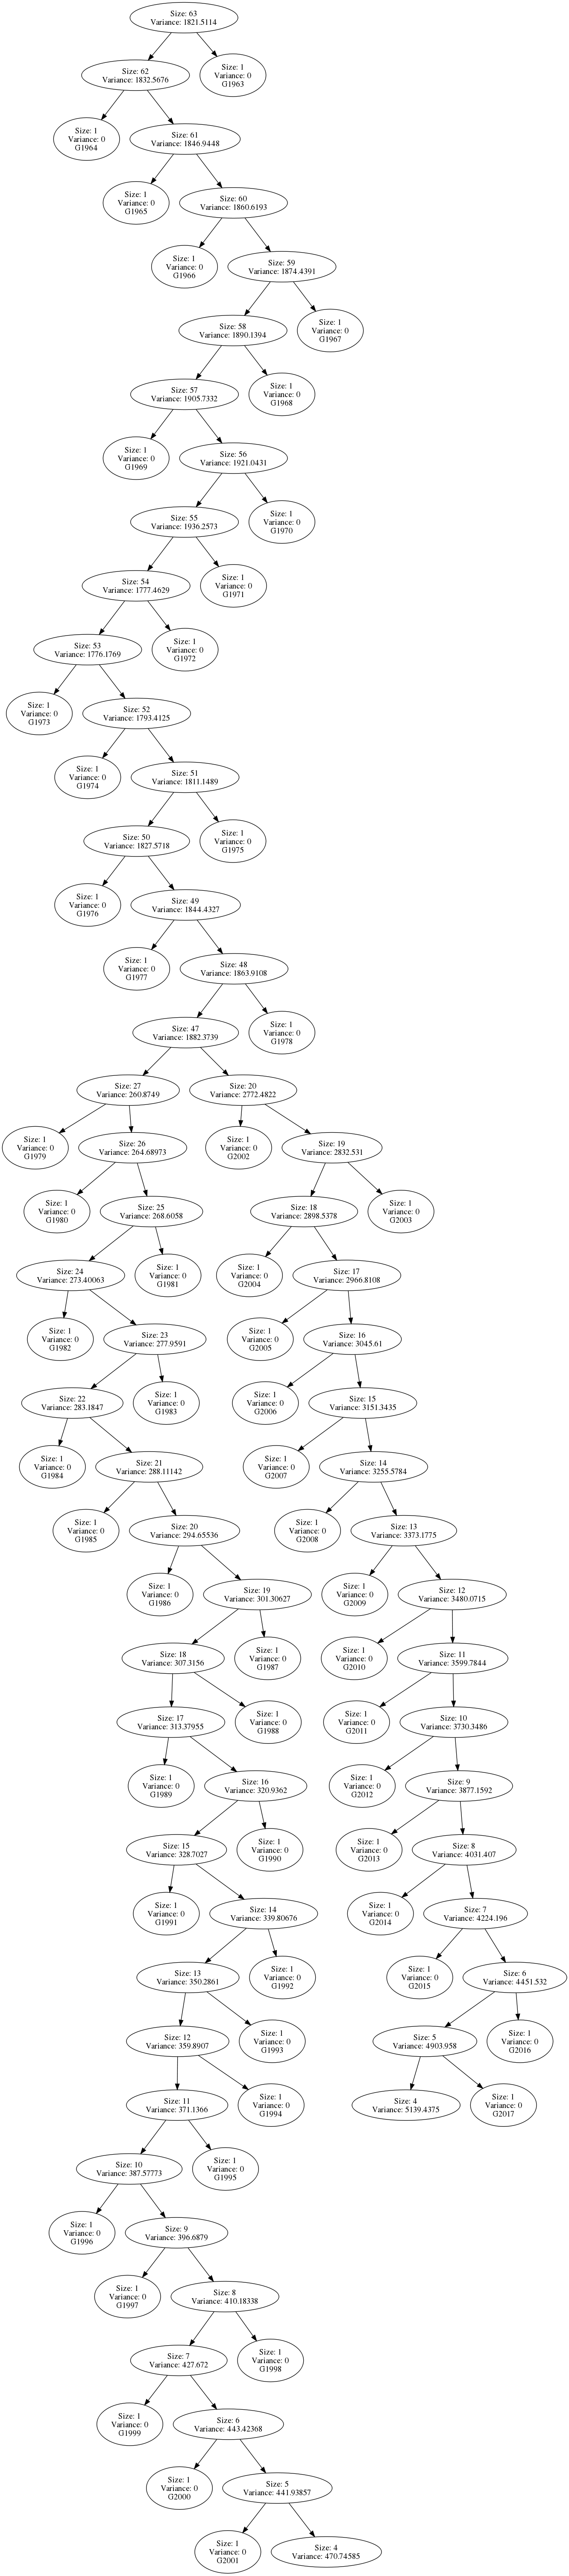 Size: 63
Variance: 1821.5114
Size: 62
Variance: 1832.5676
Size: 1
Variance: 0
G1963
Size: 1
Variance: 0
G1964
Size: 61
Variance: 1846.9448
Size: 1
Variance: 0
G1965
Size: 60
Variance: 1860.6193
Size: 1
Variance: 0
G1966
Size: 59
Variance: 1874.4391
Size: 58
Variance: 1890.1394
Size: 1
Variance: 0
G1967
Size: 57
Variance: 1905.7332
Size: 1
Variance: 0
G1968
Size: 1
Variance: 0
G1969
Size: 56
Variance: 1921.0431
Size: 55
Variance: 1936.2573
Size: 1
Variance: 0
G1970
Size: 54
Variance: 1777.4629
Size: 1
Variance: 0
G1971
Size: 53
Variance: 1776.1769
Size: 1
Variance: 0
G1972
Size: 1
Variance: 0
G1973
Size: 52
Variance: 1793.4125
Size: 1
Variance: 0
G1974
Size: 51
Variance: 1811.1489
Size: 50
Variance: 1827.5718
Size: 1
Variance: 0
G1975
Size: 1
Variance: 0
G1976
Size: 49
Variance: 1844.4327
Size: 1
Variance: 0
G1977
Size: 48
Variance: 1863.9108
Size: 47
Variance: 1882.3739
Size: 1
Variance: 0
G1978
Size: 27
Variance: 260.8749
Size: 20
Variance: 2772.4822
Size: 1
Variance: 0
G1979
Size: 26
Variance: 264.68973
Size: 1
Variance: 0
G2002
Size: 19
Variance: 2832.531
Size: 1
Variance: 0
G1980
Size: 25
Variance: 268.6058
Size: 18
Variance: 2898.5378
Size: 1
Variance: 0
G2003
Size: 24
Variance: 273.40063
Size: 1
Variance: 0
G1981
Size: 1
Variance: 0
G2004
Size: 17
Variance: 2966.8108
Size: 1
Variance: 0
G1982
Size: 23
Variance: 277.9591
Size: 1
Variance: 0
G2005
Size: 16
Variance: 3045.61
Size: 22
Variance: 283.1847
Size: 1
Variance: 0
G1983
Size: 1
Variance: 0
G2006
Size: 15
Variance: 3151.3435
Size: 1
Variance: 0
G1984
Size: 21
Variance: 288.11142
Size: 1
Variance: 0
G2007
Size: 14
Variance: 3255.5784
Size: 1
Variance: 0
G1985
Size: 20
Variance: 294.65536
Size: 1
Variance: 0
G2008
Size: 13
Variance: 3373.1775
Size: 1
Variance: 0
G1986
Size: 19
Variance: 301.30627
Size: 1
Variance: 0
G2009
Size: 12
Variance: 3480.0715
Size: 18
Variance: 307.3156
Size: 1
Variance: 0
G1987
Size: 1
Variance: 0
G2010
Size: 11
Variance: 3599.7844
Size: 17
Variance: 313.37955
Size: 1
Variance: 0
G1988
Size: 1
Variance: 0
G2011
Size: 10
Variance: 3730.3486
Size: 1
Variance: 0
G1989
Size: 16
Variance: 320.9362
Size: 1
Variance: 0
G2012
Size: 9
Variance: 3877.1592
Size: 15
Variance: 328.7027
Size: 1
Variance: 0
G1990
Size: 1
Variance: 0
G2013
Size: 8
Variance: 4031.407
Size: 1
Variance: 0
G1991
Size: 14
Variance: 339.80676
Size: 1
Variance: 0
G2014
Size: 7
Variance: 4224.196
Size: 13
Variance: 350.2861
Size: 1
Variance: 0
G1992
Size: 1
Variance: 0
G2015
Size: 6
Variance: 4451.532
Size: 12
Variance: 359.8907
Size: 1
Variance: 0
G1993
Size: 5
Variance: 4903.958
Size: 1
Variance: 0
G2016
Size: 11
Variance: 371.1366
Size: 1
Variance: 0
G1994
Size: 4
Variance: 5139.4375
Size: 1
Variance: 0
G2017
Size: 10
Variance: 387.57773
Size: 1
Variance: 0
G1995
Size: 1
Variance: 0
G1996
Size: 9
Variance: 396.6879
Size: 1
Variance: 0
G1997
Size: 8
Variance: 410.18338
Size: 7
Variance: 427.672
Size: 1
Variance: 0
G1998
Size: 1
Variance: 0
G1999
Size: 6
Variance: 443.42368
Size: 1
Variance: 0
G2000
Size: 5
Variance: 441.93857
Size: 1
Variance: 0
G2001
Size: 4
Variance: 470.74585